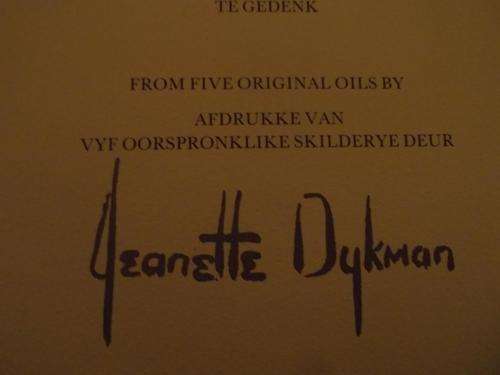 TE GEDENK
FROM FIVE ORIGINAL OILS BY
AFDRUKKE VAN
VYF OORSPRONKLIKE SKILDERYE DEUR
Jeanette Dykman